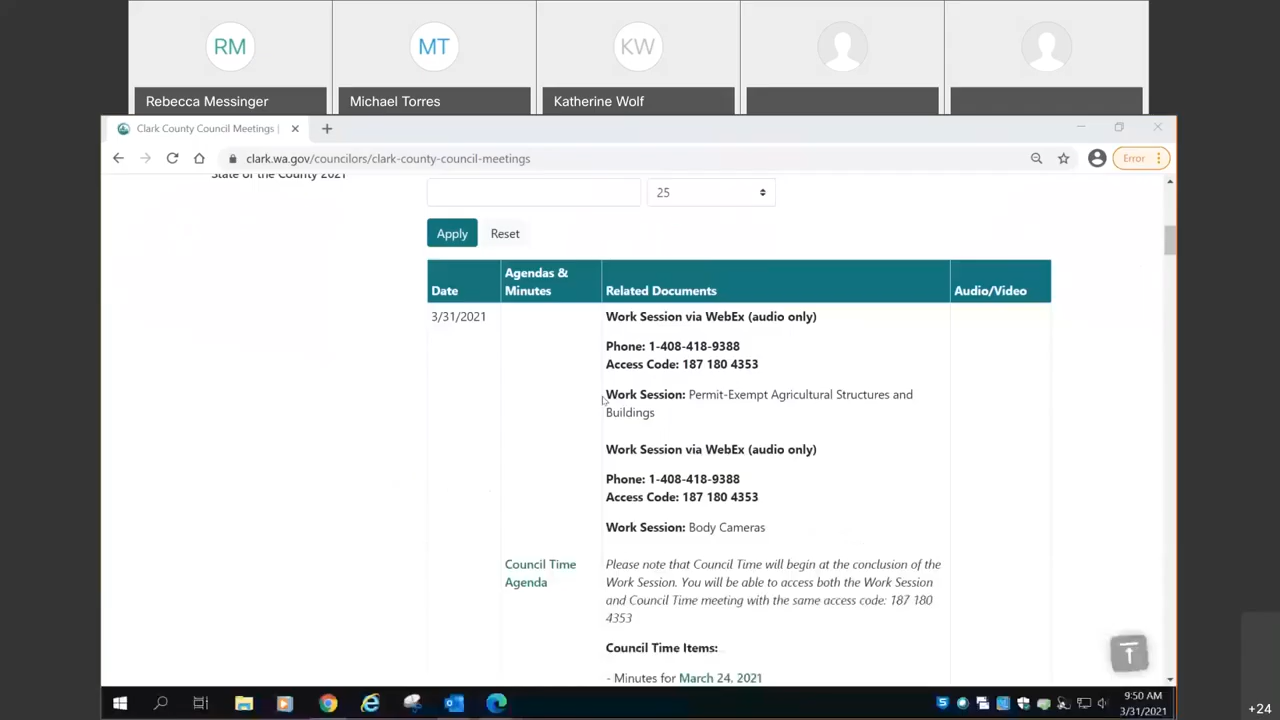 RM
MT
KW
Rebecca Messinger
Michael Torres
Katherine Wolf
Clark County Council Meetings |
clark.wa.gov/councilors/clark-county-council-meetings
Error
State of the County 2021
25
Apply
Reset
Date
Agendas &
Minutes
Related Documents
Audio/Video
3/31/2021
Work Session via WebEx (audio only)
Phone: 1-408-418-9388
Access Code: 187 180 4353
Work Session: Permit-Exempt Agricultural Structures and
Buildings
Work Session via WebEx (audio only)
Phone: 1-408-418-9388
Access Code: 187 180 4353
Work Session: Body Cameras
Council Time
Agenda
Please note that Council Time will begin at the conclusion of the
Work Session. You will be able to access both the Work Session
and Council Time meeting with the same access code: 187 180
4353
Council Time Items:
- Minutes for March 24, 2021
9:50 AM
3/31/2021
+24